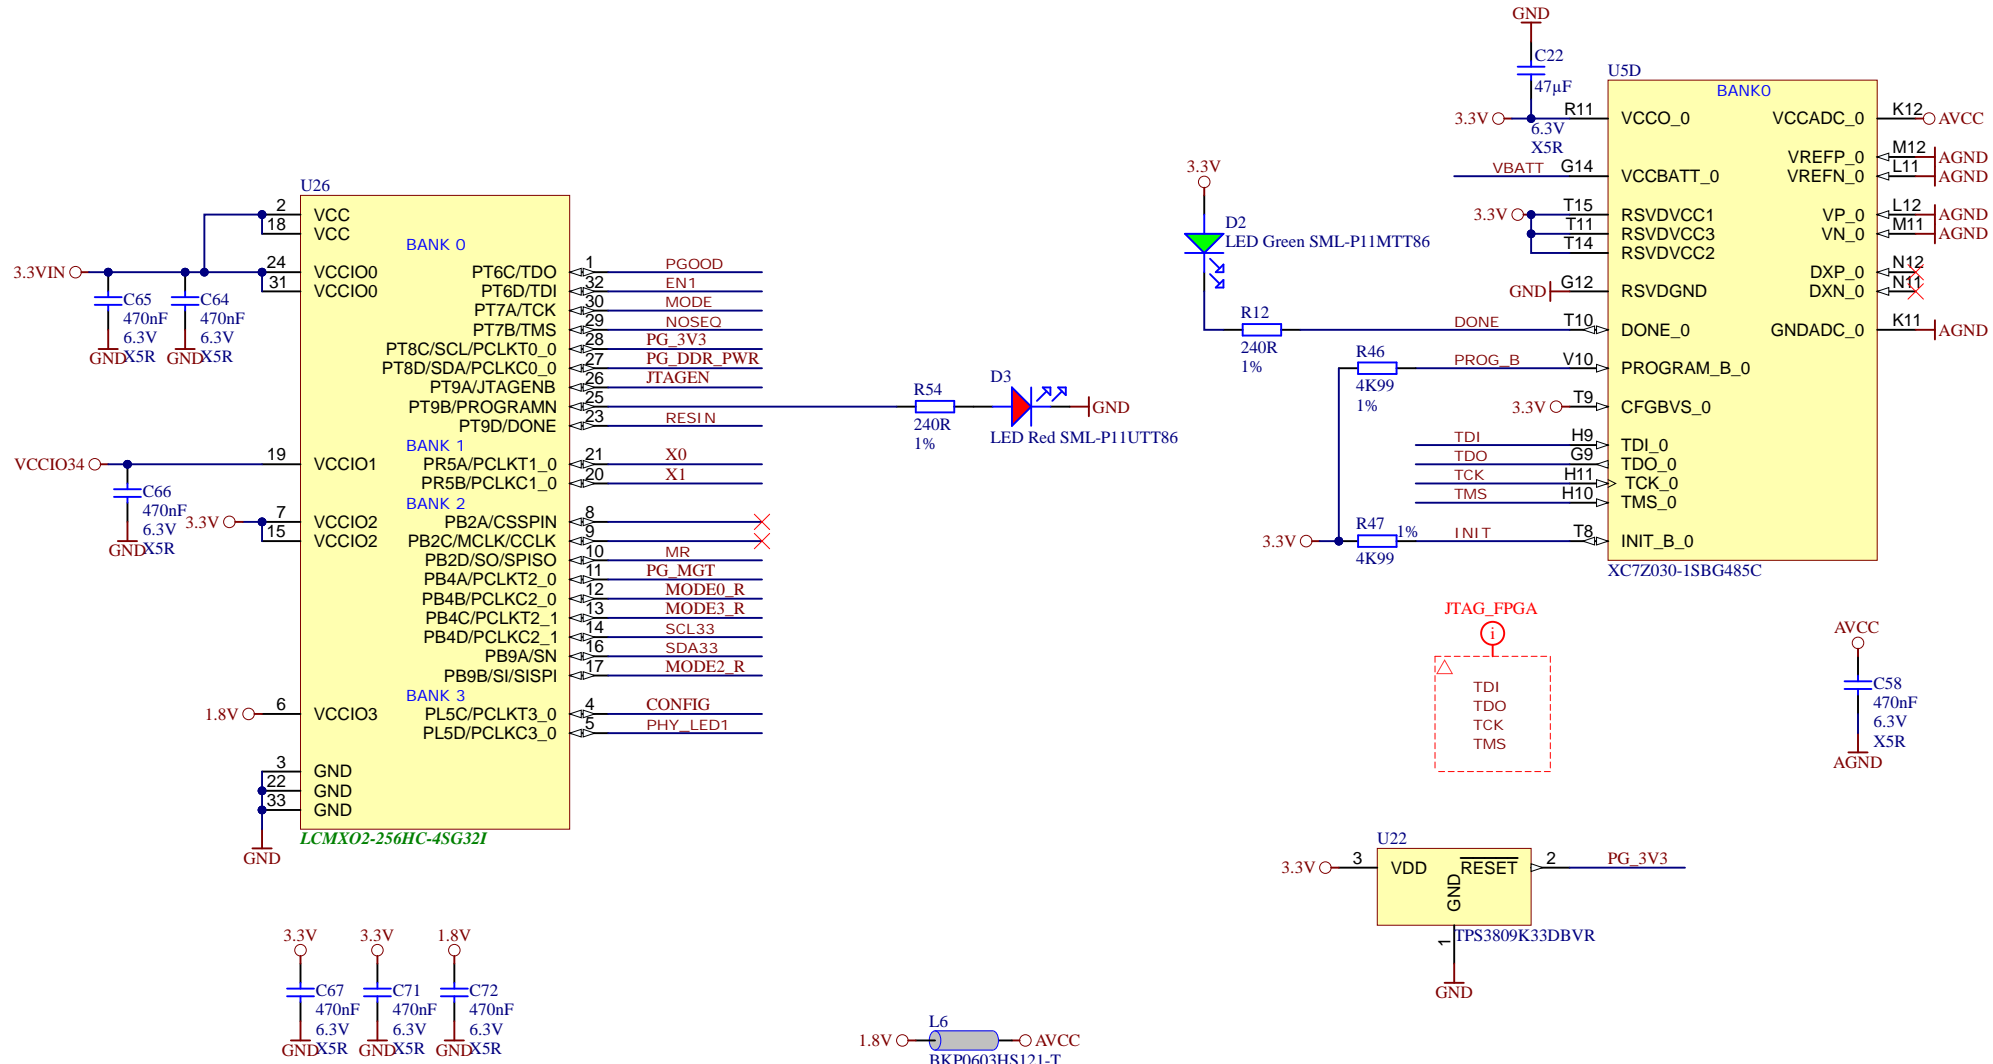 U26
2
VCC
18
VCC
BANK 0
3.3VIN
24
VCCIO0
31
VCCIO0
C65
470nF
6.3V
X5R
GND
C64
470nF
6.3V
X5R
GND
PT6C/TDO
1
PGOOD
PT6D/TDI
32
EN1
PT7A/TCK
30
MODE
PT7B/TMS
29
NOSEQ
PT8C/SCL/PCLKT0_0
28
PG_3V3
PT8D/SDA/PCLKC0_0
27
PG_DDR_PWR
PT9A/JTAGENB
26
JTAGEN
PT9B/PROGRAMN
25
PT9D/DONE
23
RESIN
R54
240R
1%
D3
GND
LED Red SML-P11UTT86
BANK 1
VCCIO34
19
VCCIO1
PR5A/PCLKT1_0
21
X0
PR5B/PCLKC1_0
20
X1
C66
470nF
6.3V
X5R
GND
BANK 2
3.3V
7
VCCIO2
15
VCCIO2
PB2A/CSSPIN
8
PB2C/MCLK/CCLK
9
PB2D/SO/SPISO
10
MR
PB4A/PCLKT2_0
11
PG_MGT
PB4B/PCLKC2_0
12
MODE0_R
PB4C/PCLKT2_1
13
MODE3_R
PB4D/PCLKC2_1
14
SCL33
PB9A/SN
16
SDA33
PB9B/SI/SISPI
17
MODE2_R
BANK 3
1.8V
6
VCCIO3
PL5C/PCLKT3_0
4
CONFIG
PL5D/PCLKC3_0
5
PHY_LED1
3
GND
22
GND
33
GND
GND
LCMXO2-256HC-4SG32I
3.3V
C67
470nF
6.3V
X5R
GND
3.3V
C71
470nF
6.3V
X5R
GND
1.8V
C72
470nF
6.3V
X5R
GND
1.8V
L6
AVCC
BKP0603HS121-T
GND
C22
47µF
6.3V
X5R
U5D
BANK0
3.3V
R11
VCCO_0
VCCADC_0
K12
AVCC
VREFP_0
M12
AGND
VBATT
G14
VCCBATT_0
VREFN_0
L11
AGND
3.3V
T15
RSVDVCC1
VP_0
L12
AGND
T11
RSVDVCC3
VN_0
M11
AGND
T14
RSVDVCC2
DXP_0
N12
GND
G12
RSVDGND
DXN_0
N11
3.3V
D2
LED Green SML-P11MTT86
R12
240R
1%
DONE
T10
DONE_0
GNDADC_0
K11
AGND
R46
4K99
1%
PROG_B
V10
PROGRAM_B_0
3.3V
T9
CFGBVS_0
TDI
H9
TDI_0
TDO
G9
TDO_0
TCK
H11
TCK_0
TMS
H10
TMS_0
3.3V
R47
1%
4K99
INIT
T8
INIT_B_0
XC7Z030-1SBG485C
JTAG_FPGA
i
TDI
TDO
TCK
TMS
AVCC
C58
470nF
6.3V
X5R
AGND
U22
3.3V
3
VDD
RESET
2
PG_3V3
GND
1
TPS3809K33DBVR
GND